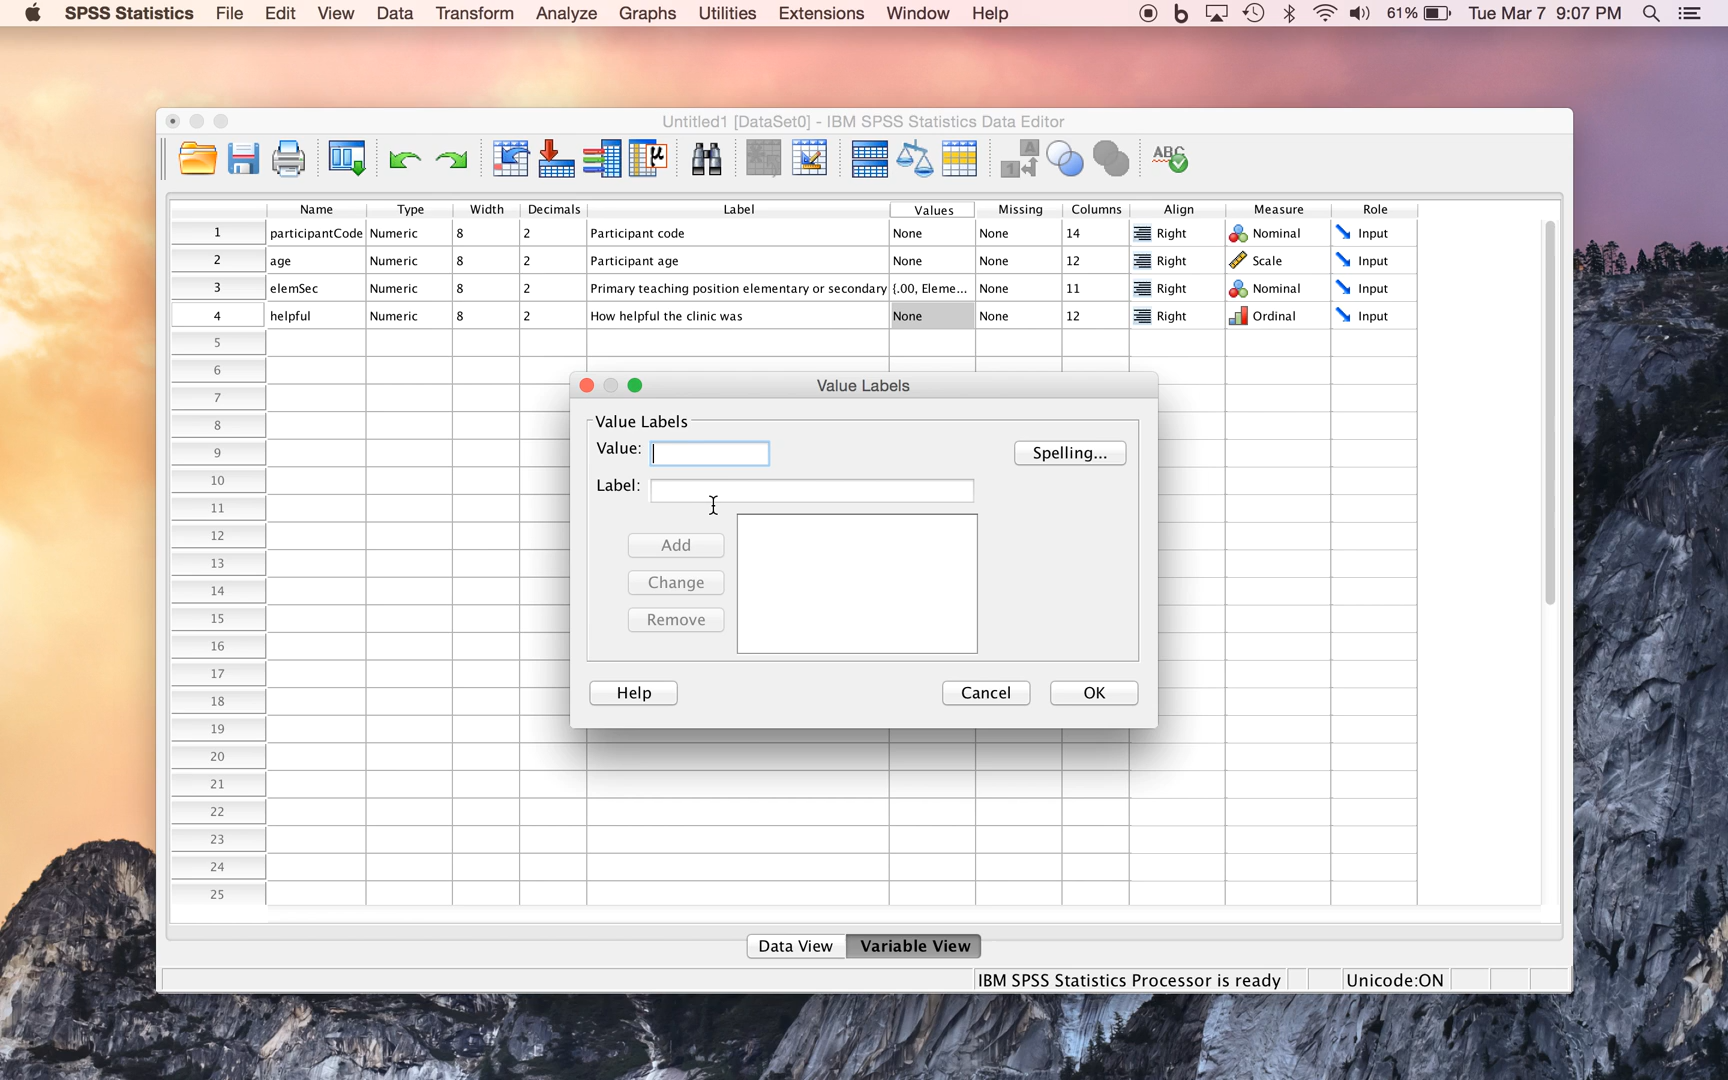 SPSS Statistics File Edit View Data Transform Analyze Graphs Utilities Extensions Window Help 61% Tue Mar 7 9:07 PM
Untitled1 [DataSet0] - IBM SPSS Statistics Data Editor
Name Type Width Decimals Label Values Missing Columns Align Measure Role
1 participantCode Numeric 8 2 Participant code None None 14 Right Nominal Input
2 age Numeric 8 2 Participant age None None 12 Right Scale Input
3 elemSec Numeric 8 2 Primary teaching position elementary or secondary {.00, Eleme... None 11 Right Nominal Input
4 helpful Numeric 8 2 How helpful the clinic was None None 12 Right Ordinal Input
5
6
7
8
9
10
11
12
13
14
15
16
17
18
19
20
21
22
23
24
25
Value Labels
Value Labels
Value: Spelling...
Label:
Add
Change
Remove
Help Cancel OK
Data View Variable View
IBM SPSS Statistics Processor is ready Unicode:ON